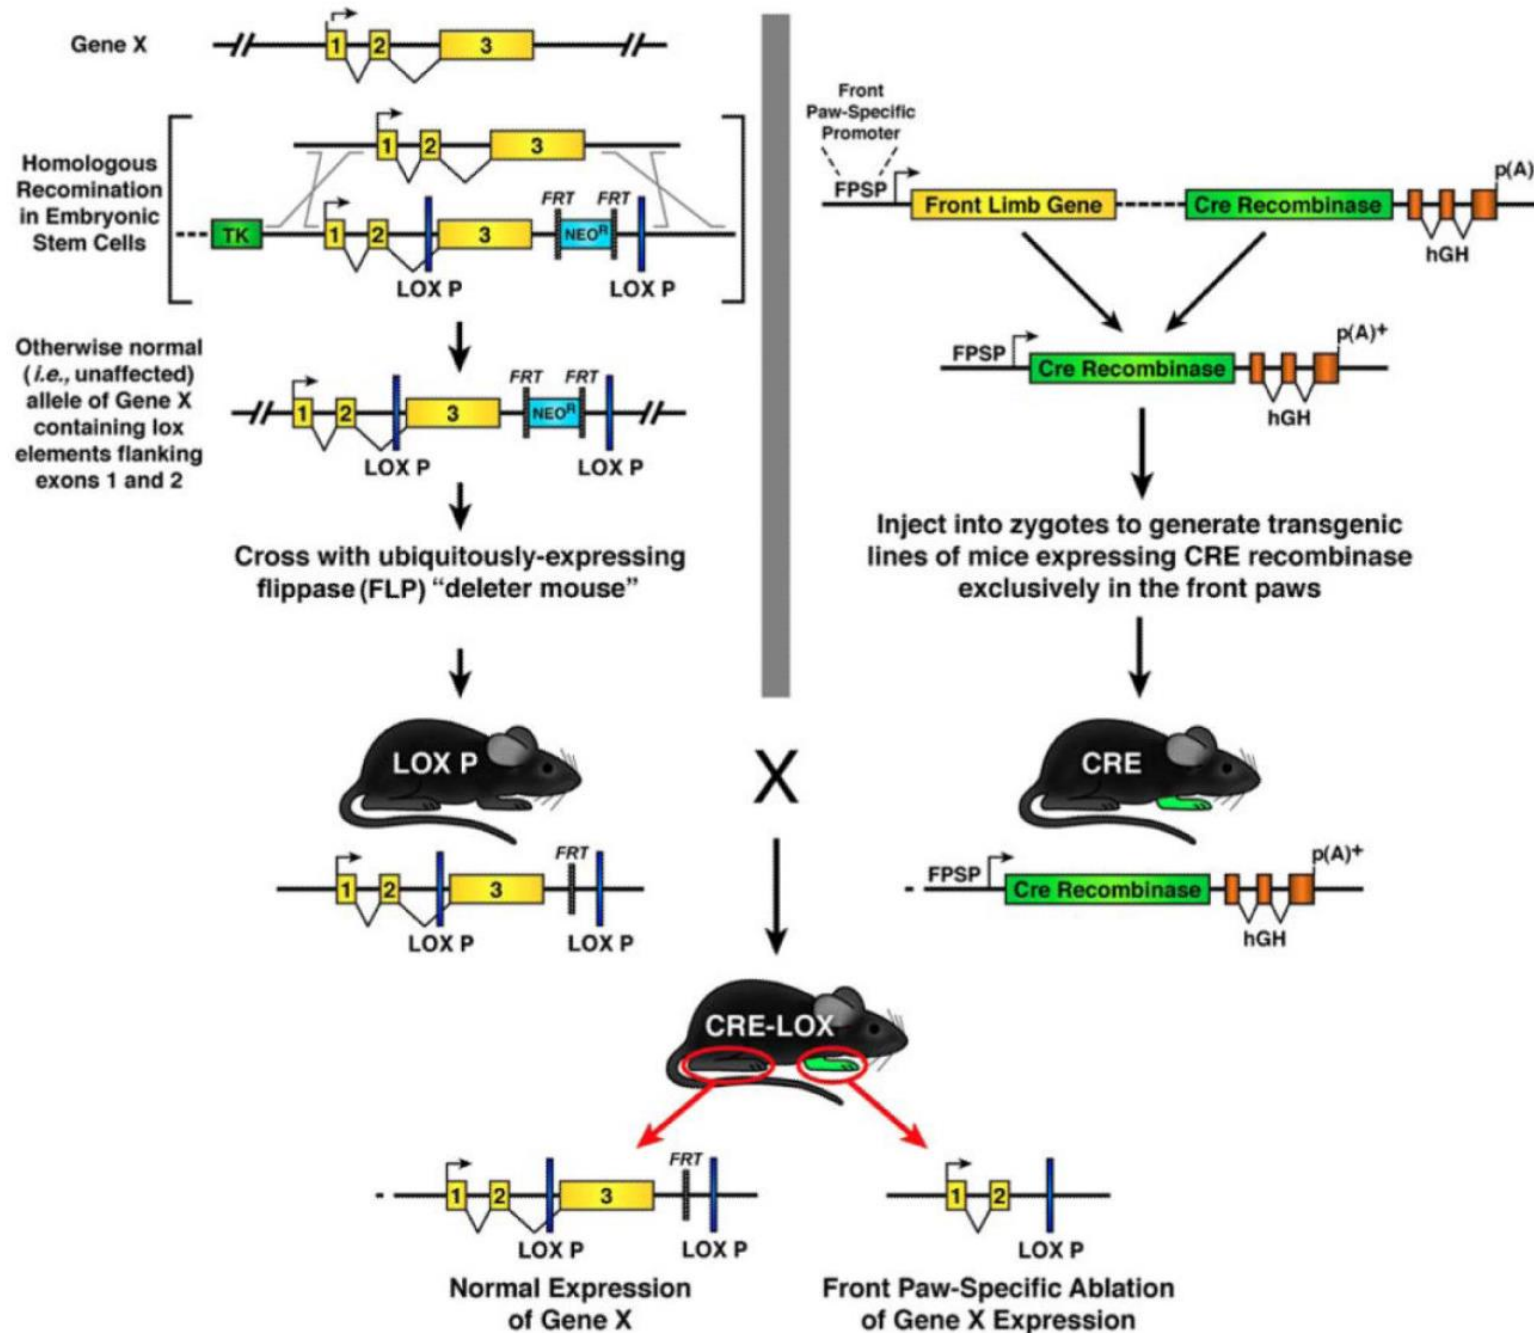 Gene X
1 2 3
Homologous
Recomination
in Embryonic
Stem Cells
1 2 3
FRT FRT
TK 1 2 3 NEOR
LOX P LOX P
Otherwise normal
(i.e., unaffected)
allele of Gene X
containing lox
elements flanking
exons 1 and 2
FRT FRT
1 2 3 NEOR
LOX P LOX P
Cross with ubiquitously-expressing
flippase (FLP) “deleter mouse”
LOX P
FRT
1 2 3
LOX P LOX P
X
Front
Paw-Specific
Promoter
FPSP
p(A)
Front Limb Gene Cre Recombinase
hGH
FPSP
p(A)+
Cre Recombinase
hGH
Inject into zygotes to generate transgenic
lines of mice expressing CRE recombinase
exclusively in the front paws
CRE
FPSP
p(A)+
Cre Recombinase
hGH
CRE-LOX
FRT
1 2 3
LOX P LOX P
Normal Expression
of Gene X
1 2
LOX P
Front Paw-Specific Ablation
of Gene X Expression